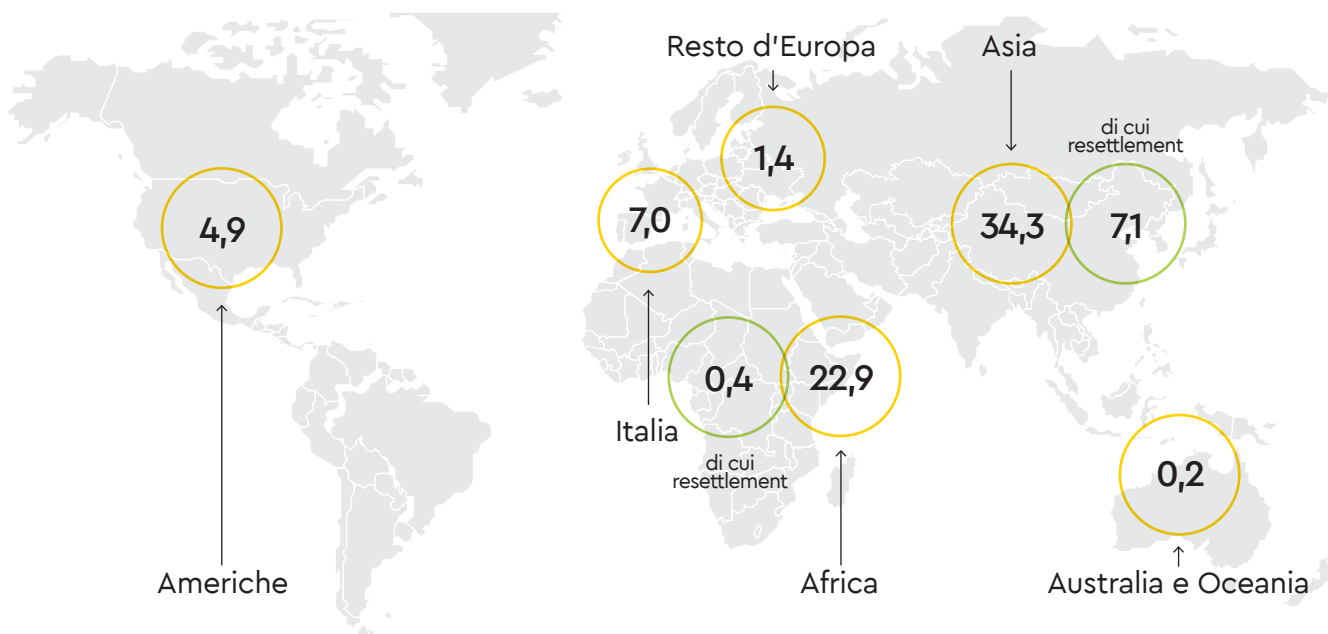 Resto d'Europa
1,4
Asia
34,3
di cui
resettlement
7,1
4,9
Americhe
7,0
Italia
0,4
di cui
resettlement
22,9
Africa
0,2
Australia e Oceania